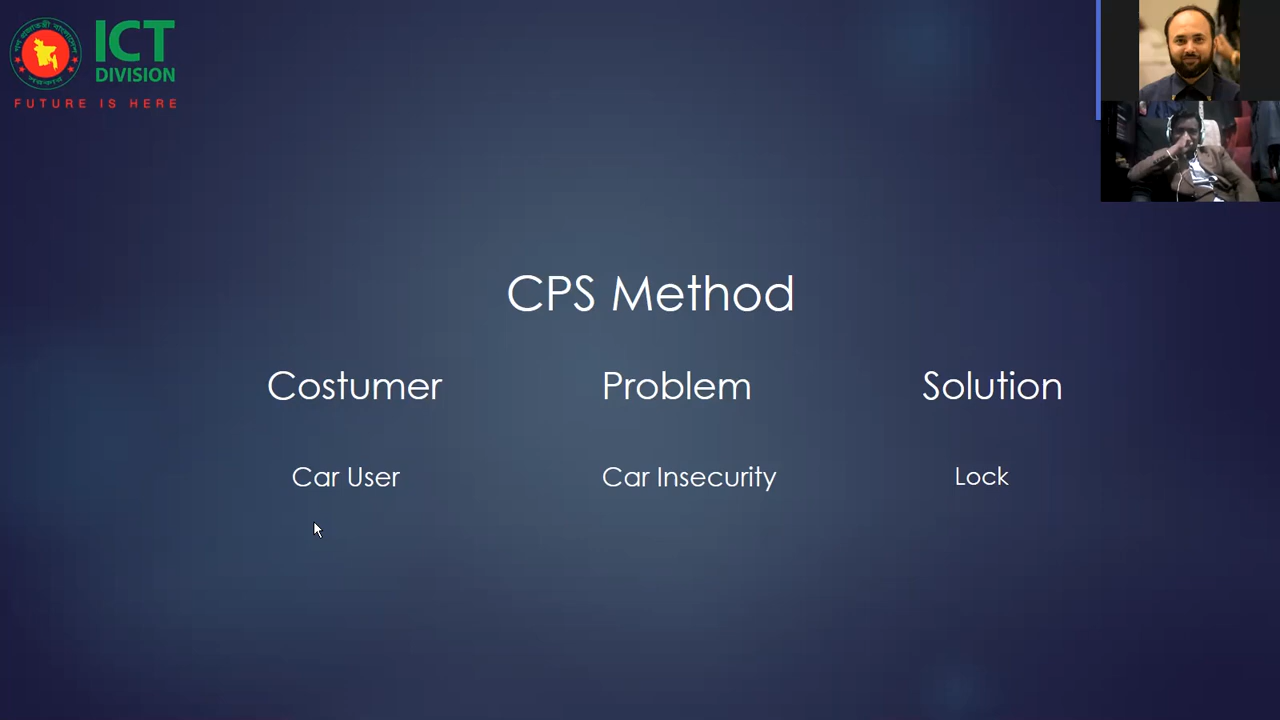 ICT
DIVISION
FUTURE IS HERE
CPS Method
Costumer Problem Solution
Car User Car Insecurity Lock